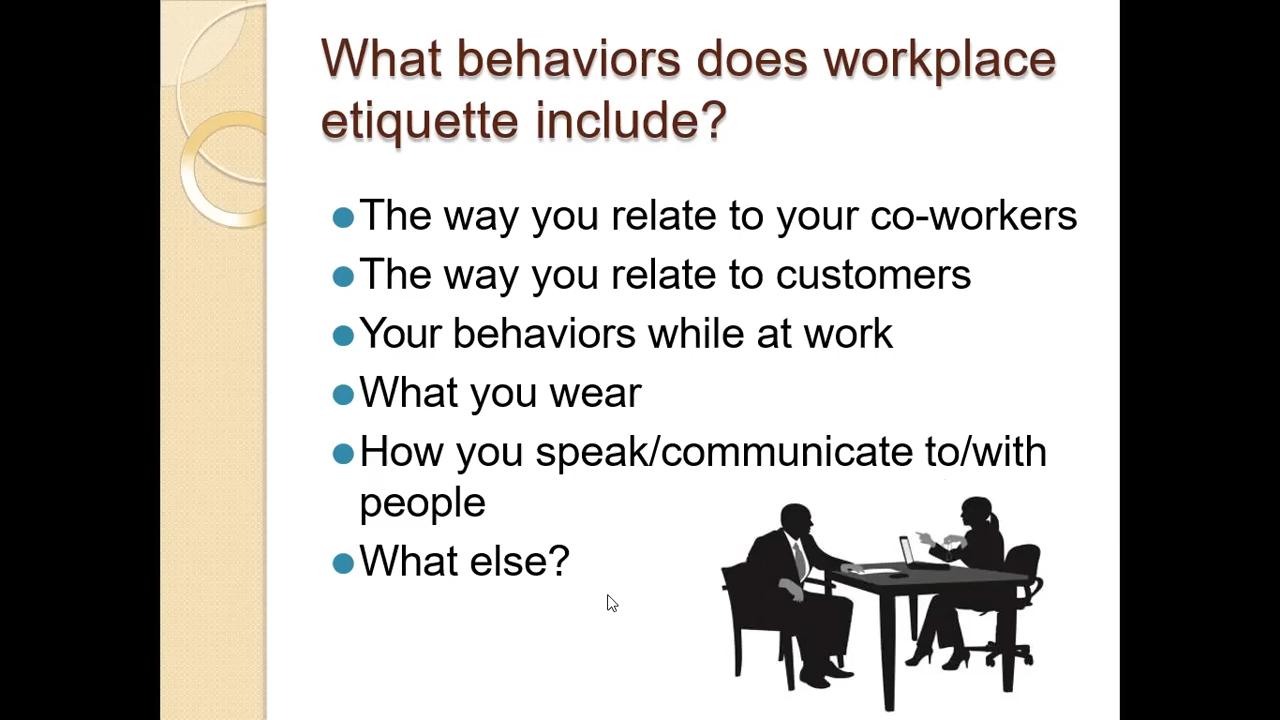 What behaviors does workplace
etiquette include?
The way you relate to your co-workers
The way you relate to customers
Your behaviors while at work
What you wear
How you speak/communicate to/with
people
What else?